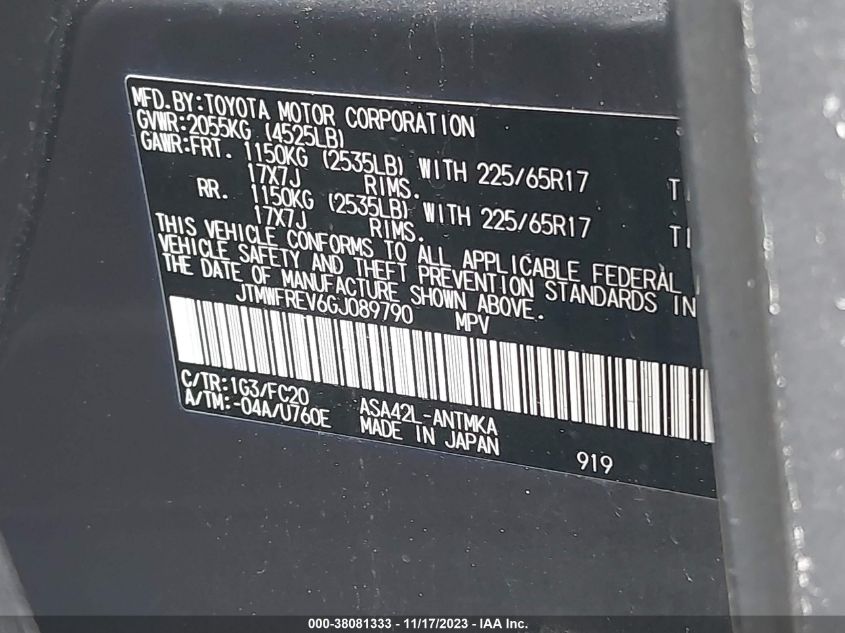 MFD.BY:TOYOTA MOTOR CORPORATION
GVWR:2055KG (4525LB)
GAWR:FRT. 1150KG (2535LB) WITH 225/65R17
17X7J RIMS. TI
RR. 1150KG (2535LB) WITH 225/65R17
17X7J RIMS. TI
THIS VEHICLE CONFORMS TO ALL APPLICABLE FEDERAL
VEHICLE SAFETY AND THEFT PREVENTION STANDARDS IN
THE DATE OF MANUFACTURE SHOWN ABOVE.
JTMWFREV6GJ089790 MPV
C/TR:1G3/FC20 ASA42L-ANTMKA
A/TM:-04A/U760E MADE IN JAPAN
919
000-38081333 - 11/17/2023 - IAA Inc.